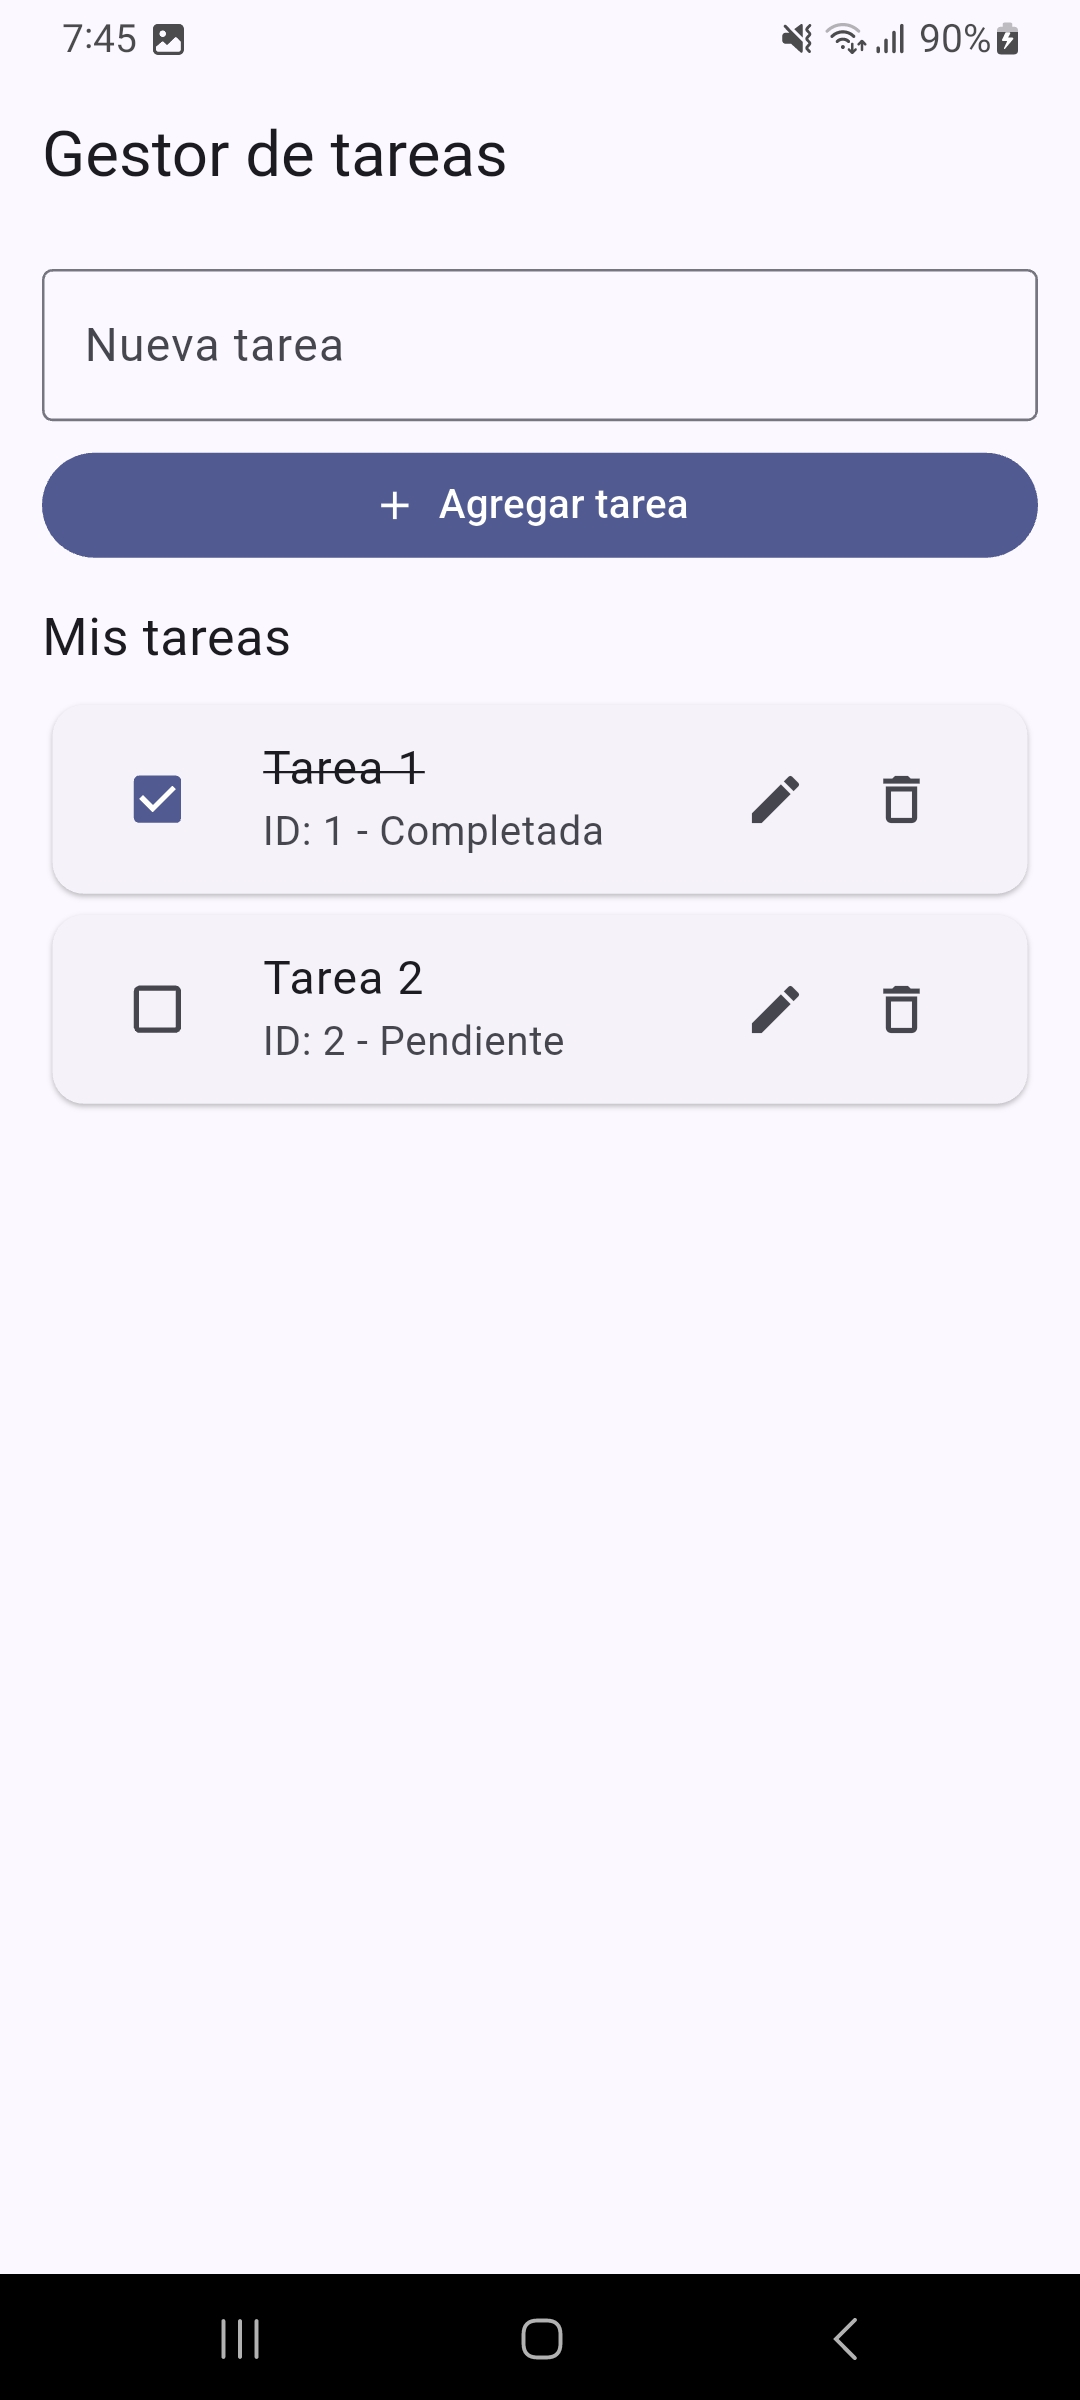 7:45 90%
Gestor de tareas
Nueva tarea
+ Agregar tarea
Mis tareas
Tarea 1
ID: 1 - Completada
Tarea 2
ID: 2 - Pendiente